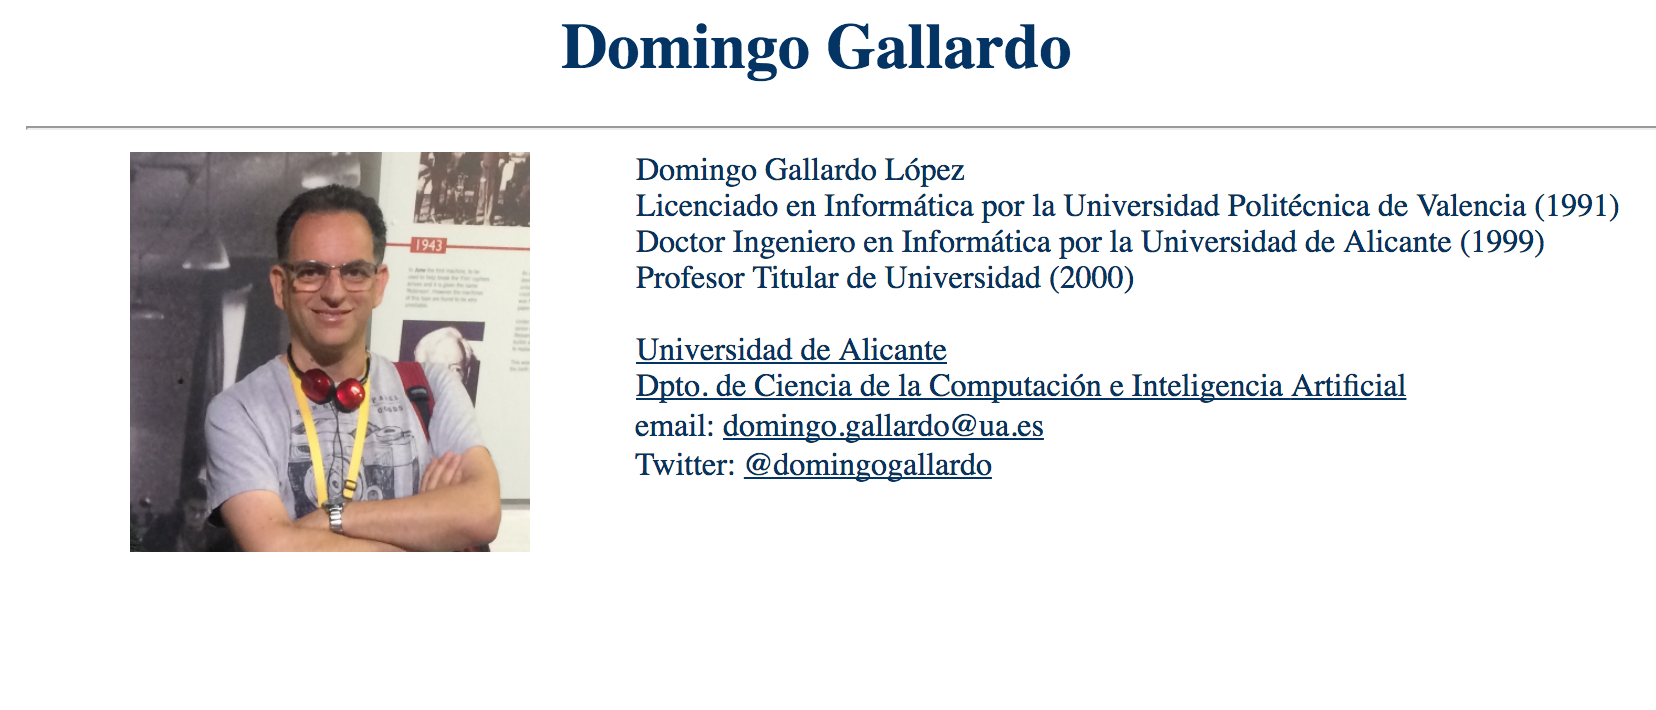 Domingo Gallardo
1943
Domingo Gallardo López
Licenciado en Informática por la Universidad Politécnica de Valencia (1991)
Doctor Ingeniero en Informática por la Universidad de Alicante (1999)
Profesor Titular de Universidad (2000)
Universidad de Alicante
Dpto. de Ciencia de la Computación e Inteligencia Artificial
email: domingo.gallardo@ua.es
Twitter: @domingogallardo